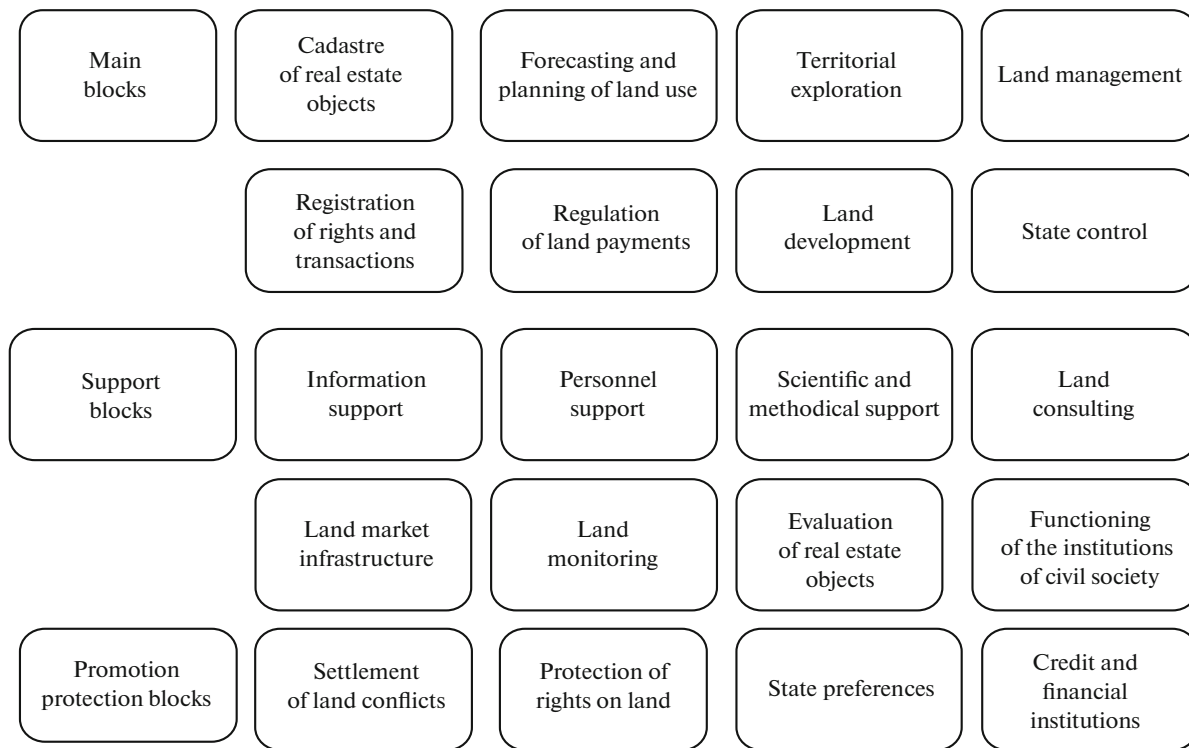 Main
blocks
Cadastre
of real estate
objects
Forecasting and
planning of land use
Territorial
exploration
Land management
Registration
of rights and
transactions
Regulation
of land payments
Land
development
State control
Support
blocks
Information
support
Personnel
support
Scientific and
methodical support
Land
consulting
Land market
infrastructure
Land
monitoring
Evaluation
of real estate
objects
Functioning
of the institutions
of civil society
Promotion
protection blocks
Settlement
of land conflicts
Protection of
rights on land
State preferences
Credit and
financial
institutions